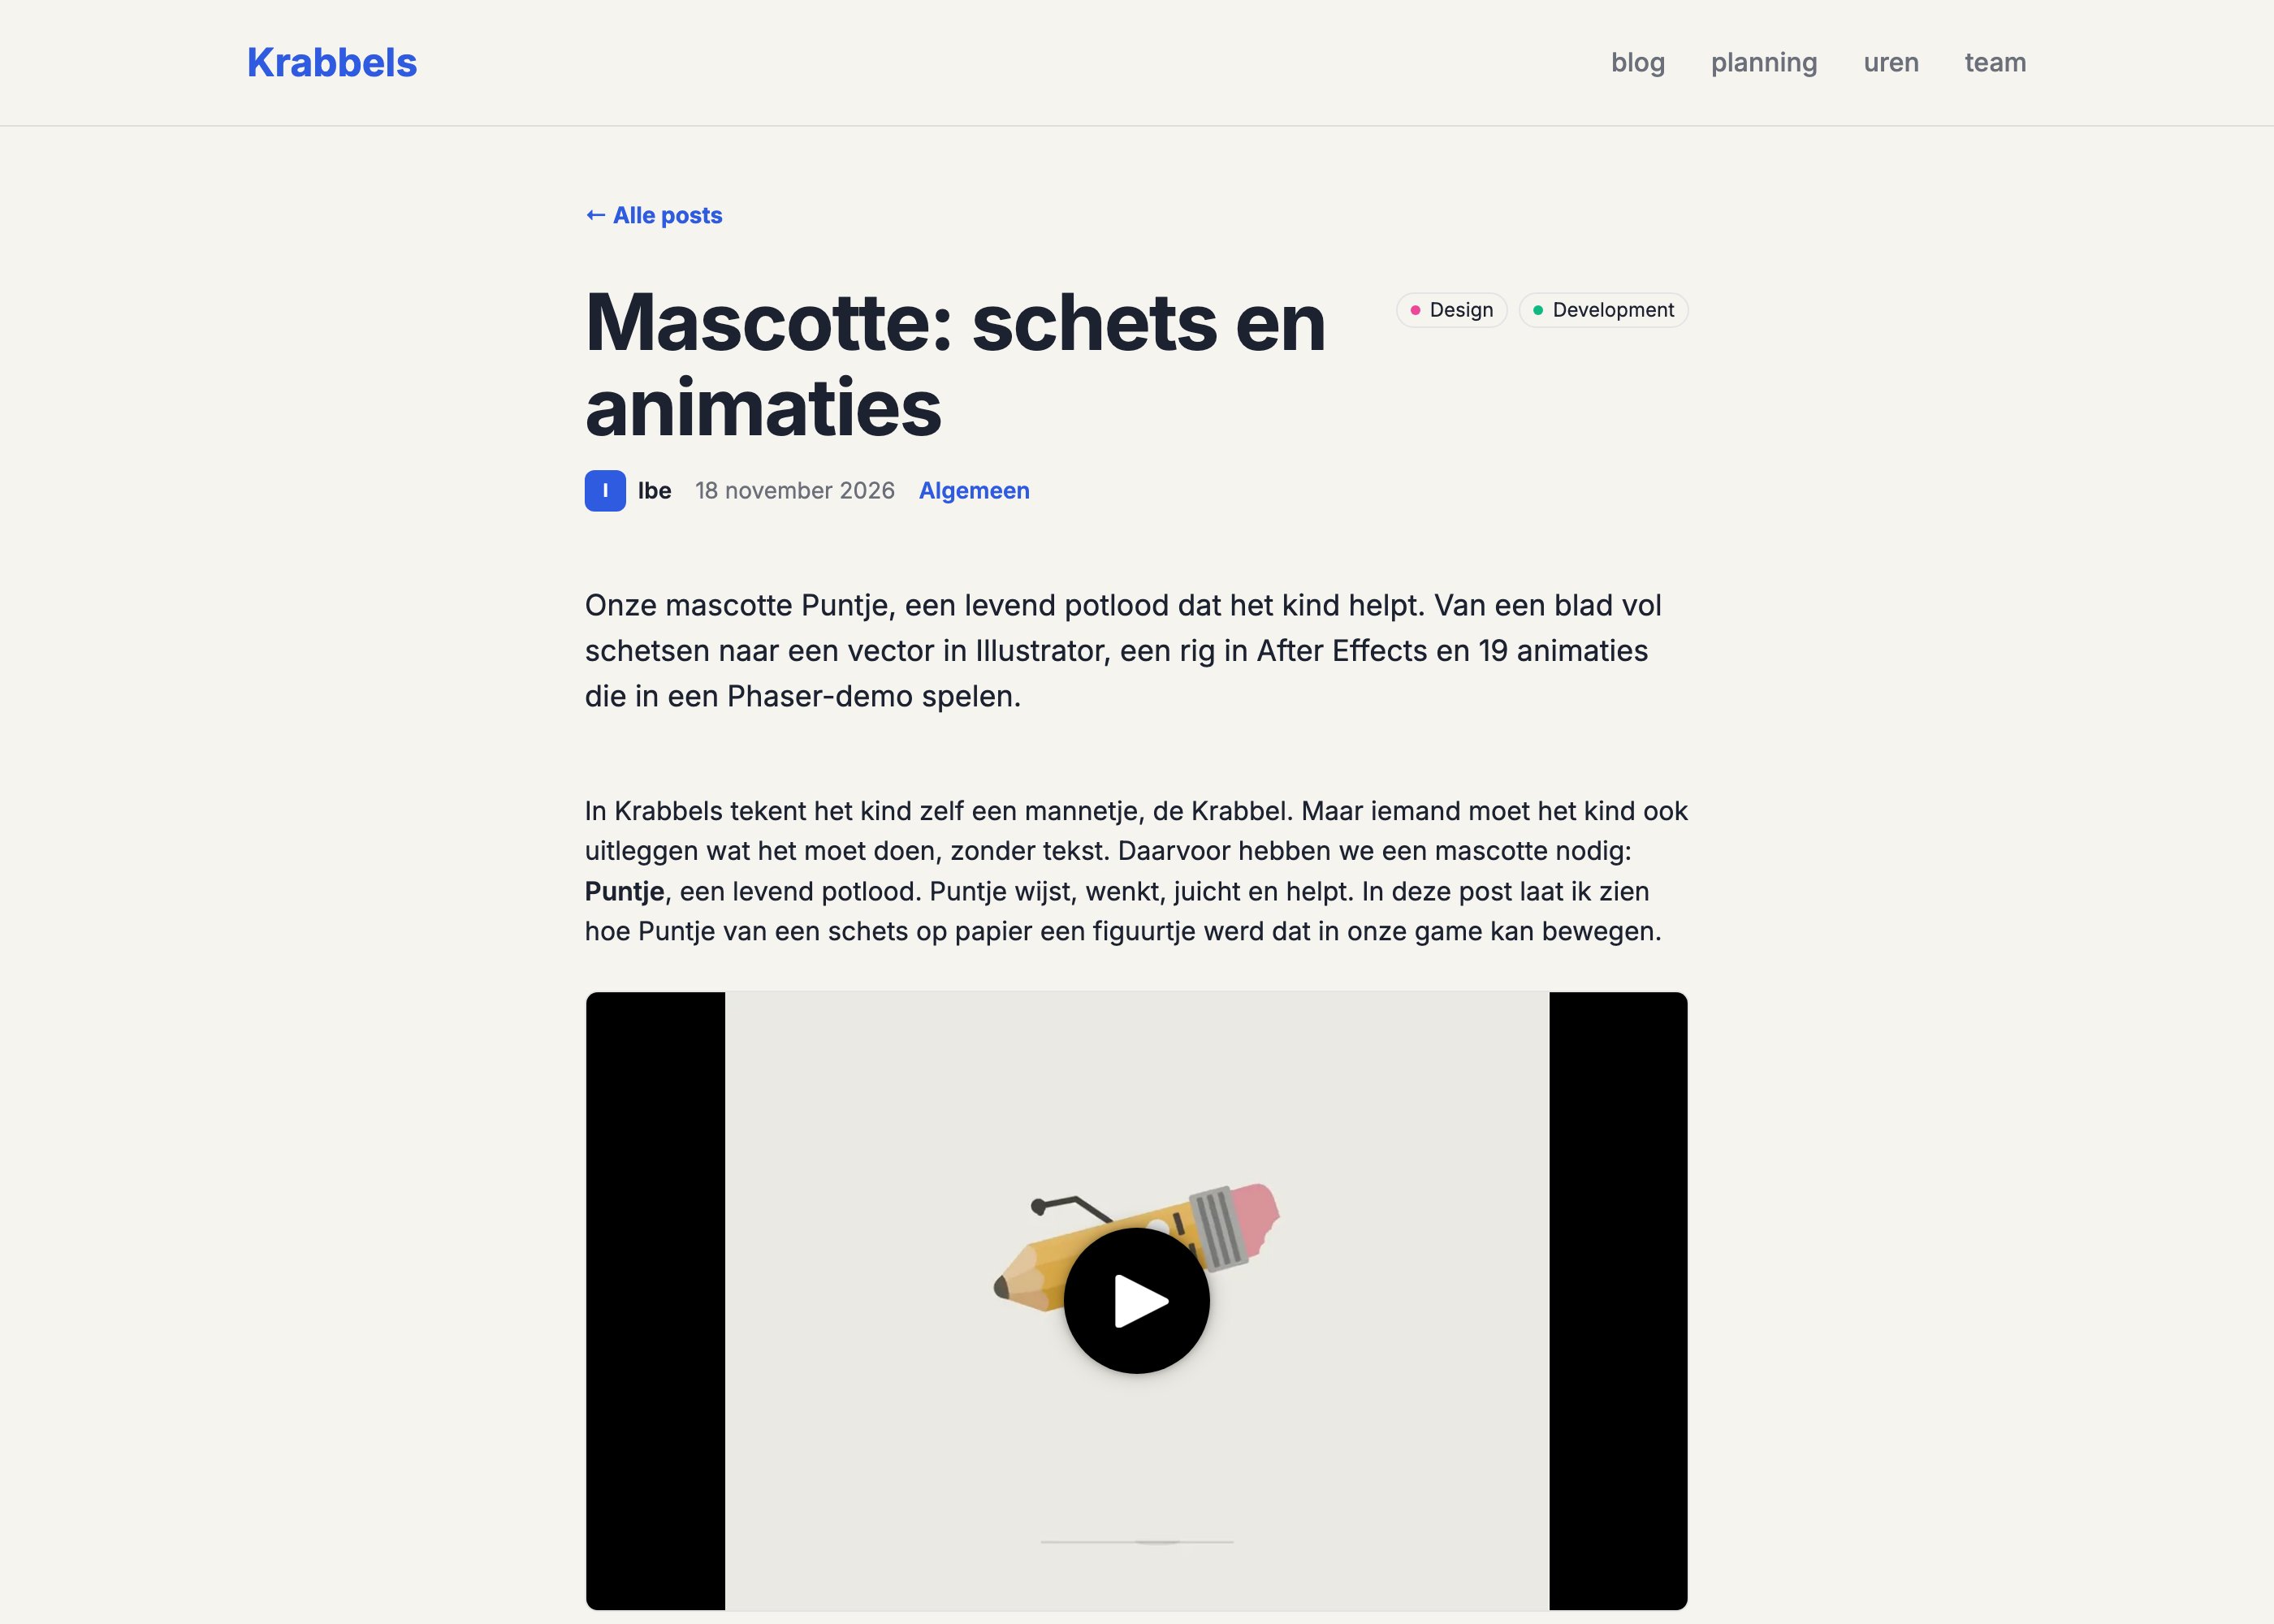 Krabbels
blog planning uren team
← Alle posts
Mascotte: schets en
animaties
Design Development
I Ibe 18 november 2026 Algemeen
Onze mascotte Puntje, een levend potlood dat het kind helpt. Van een blad vol
schetsen naar een vector in Illustrator, een rig in After Effects en 19 animaties
die in een Phaser-demo spelen.
In Krabbels tekent het kind zelf een mannetje, de Krabbel. Maar iemand moet het kind ook
uitleggen wat het moet doen, zonder tekst. Daarvoor hebben we een mascotte nodig:
Puntje, een levend potlood. Puntje wijst, wenkt, juicht en helpt. In deze post laat ik zien
hoe Puntje van een schets op papier een figuurtje werd dat in onze game kan bewegen.